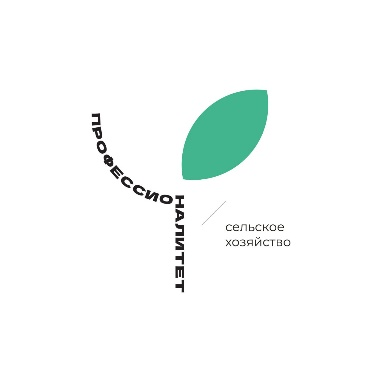 ПРОФЕССИО
НАЛИТЕТ
сельское
хозяйство